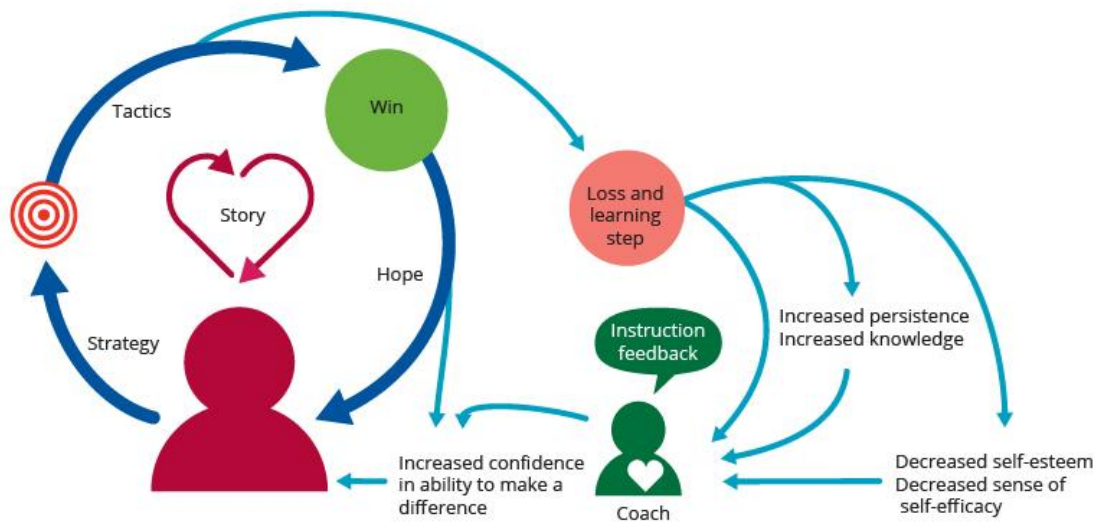 Tactics
Win
Story
Loss and
learning
step
Hope
Strategy
Instruction
feedback
Increased persistence
Increased knowledge
Increased confidence
in ability to make a
difference
Coach
Decreased self-esteem
Decreased sense of
self-efficacy